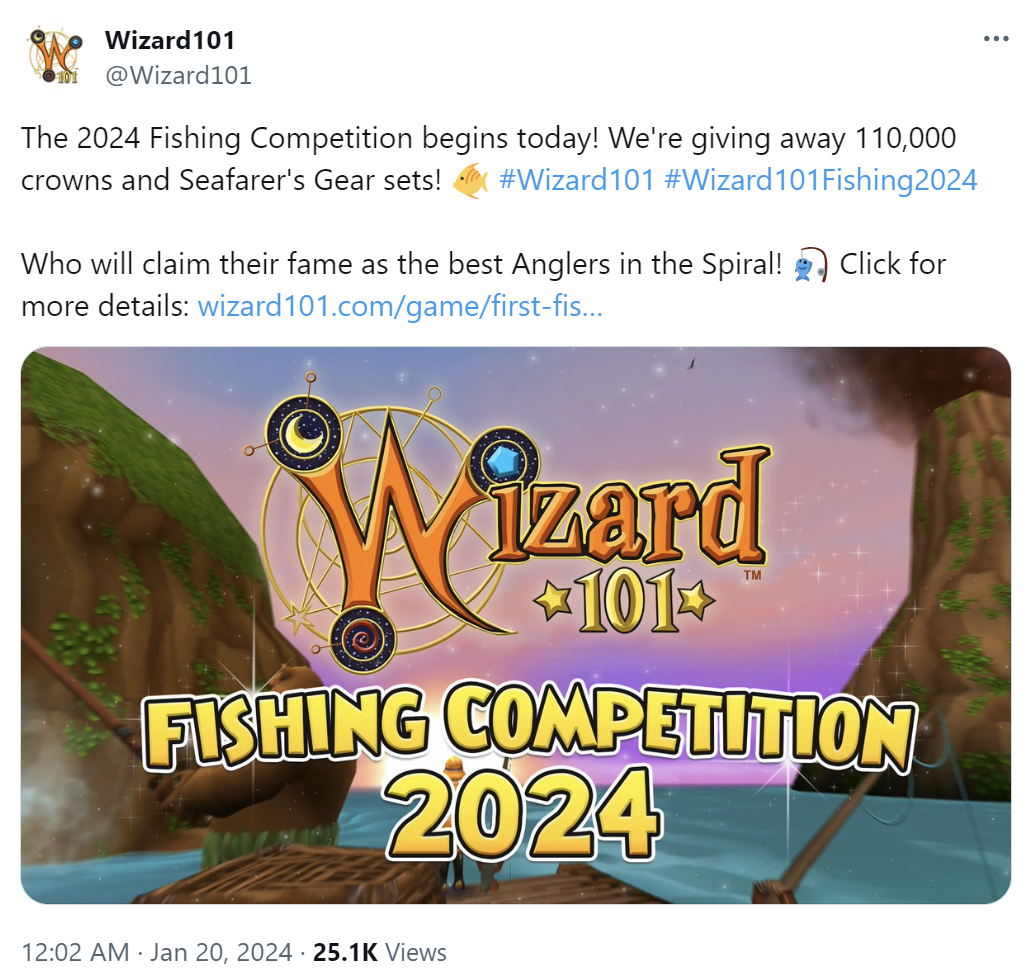 Wizard101
@Wizard101
The 2024 Fishing Competition begins today! We're giving away 110,000
crowns and Seafarer's Gear sets! 🐠 #Wizard101 #Wizard101Fishing2024
Who will claim their fame as the best Anglers in the Spiral! 🎣 Click for
more details: wizard101.com/game/first-fis...
Wizard
TM
101
FISHING COMPETITION
2024
12:02 AM · Jan 20, 2024 · 25.1K Views